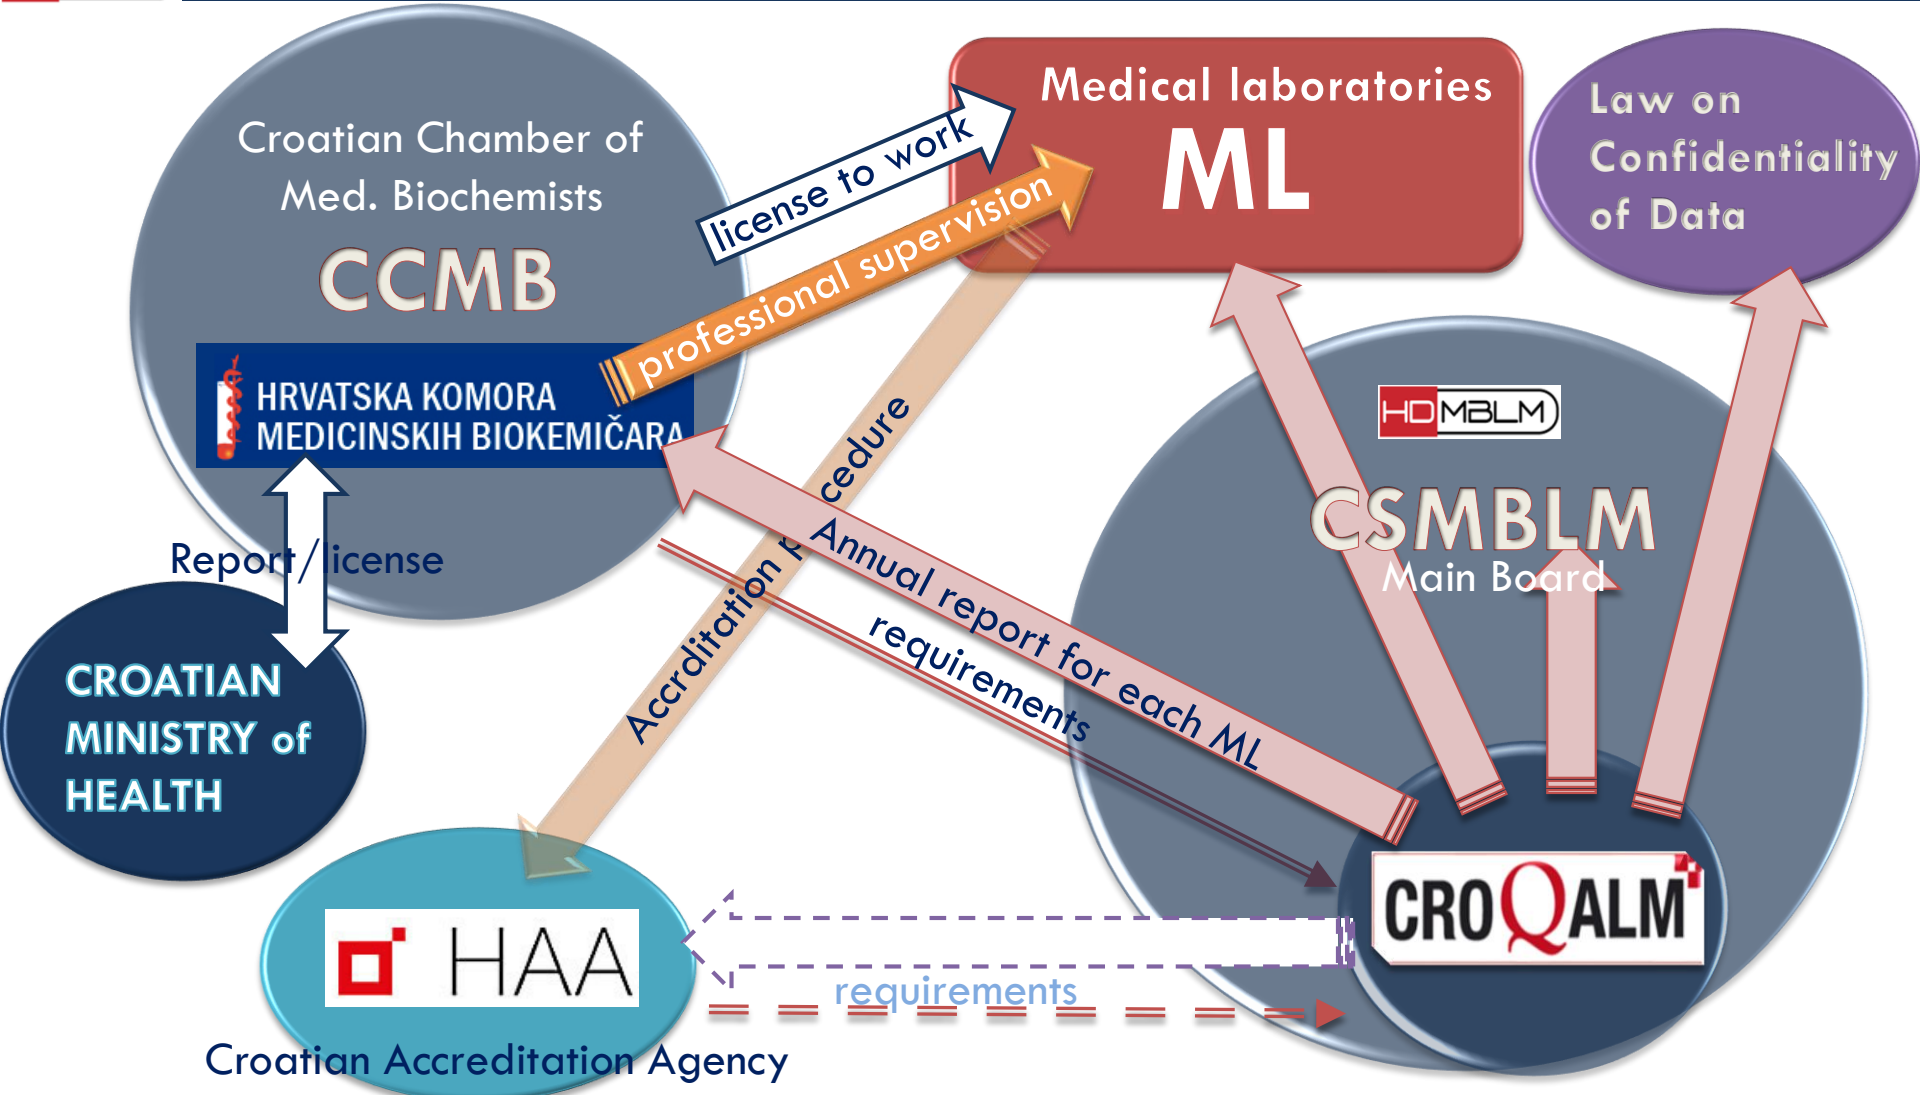 Croatian Chamber of
Med. Biochemists
CCMB
HRVATSKA KOMORA
MEDICINSKIH BIOKEMIČARA
license to work
professional supervision
Medical laboratories
ML
Law on
Confidentiality
of Data
HDMBLM
CSMBLM
Main Board
Report/license
CROATIAN
MINISTRY of
HEALTH
Accrditation p cedure
Annual report for each ML
requirements
CROQALM
HAA
requirements
Croatian Accreditation Agency